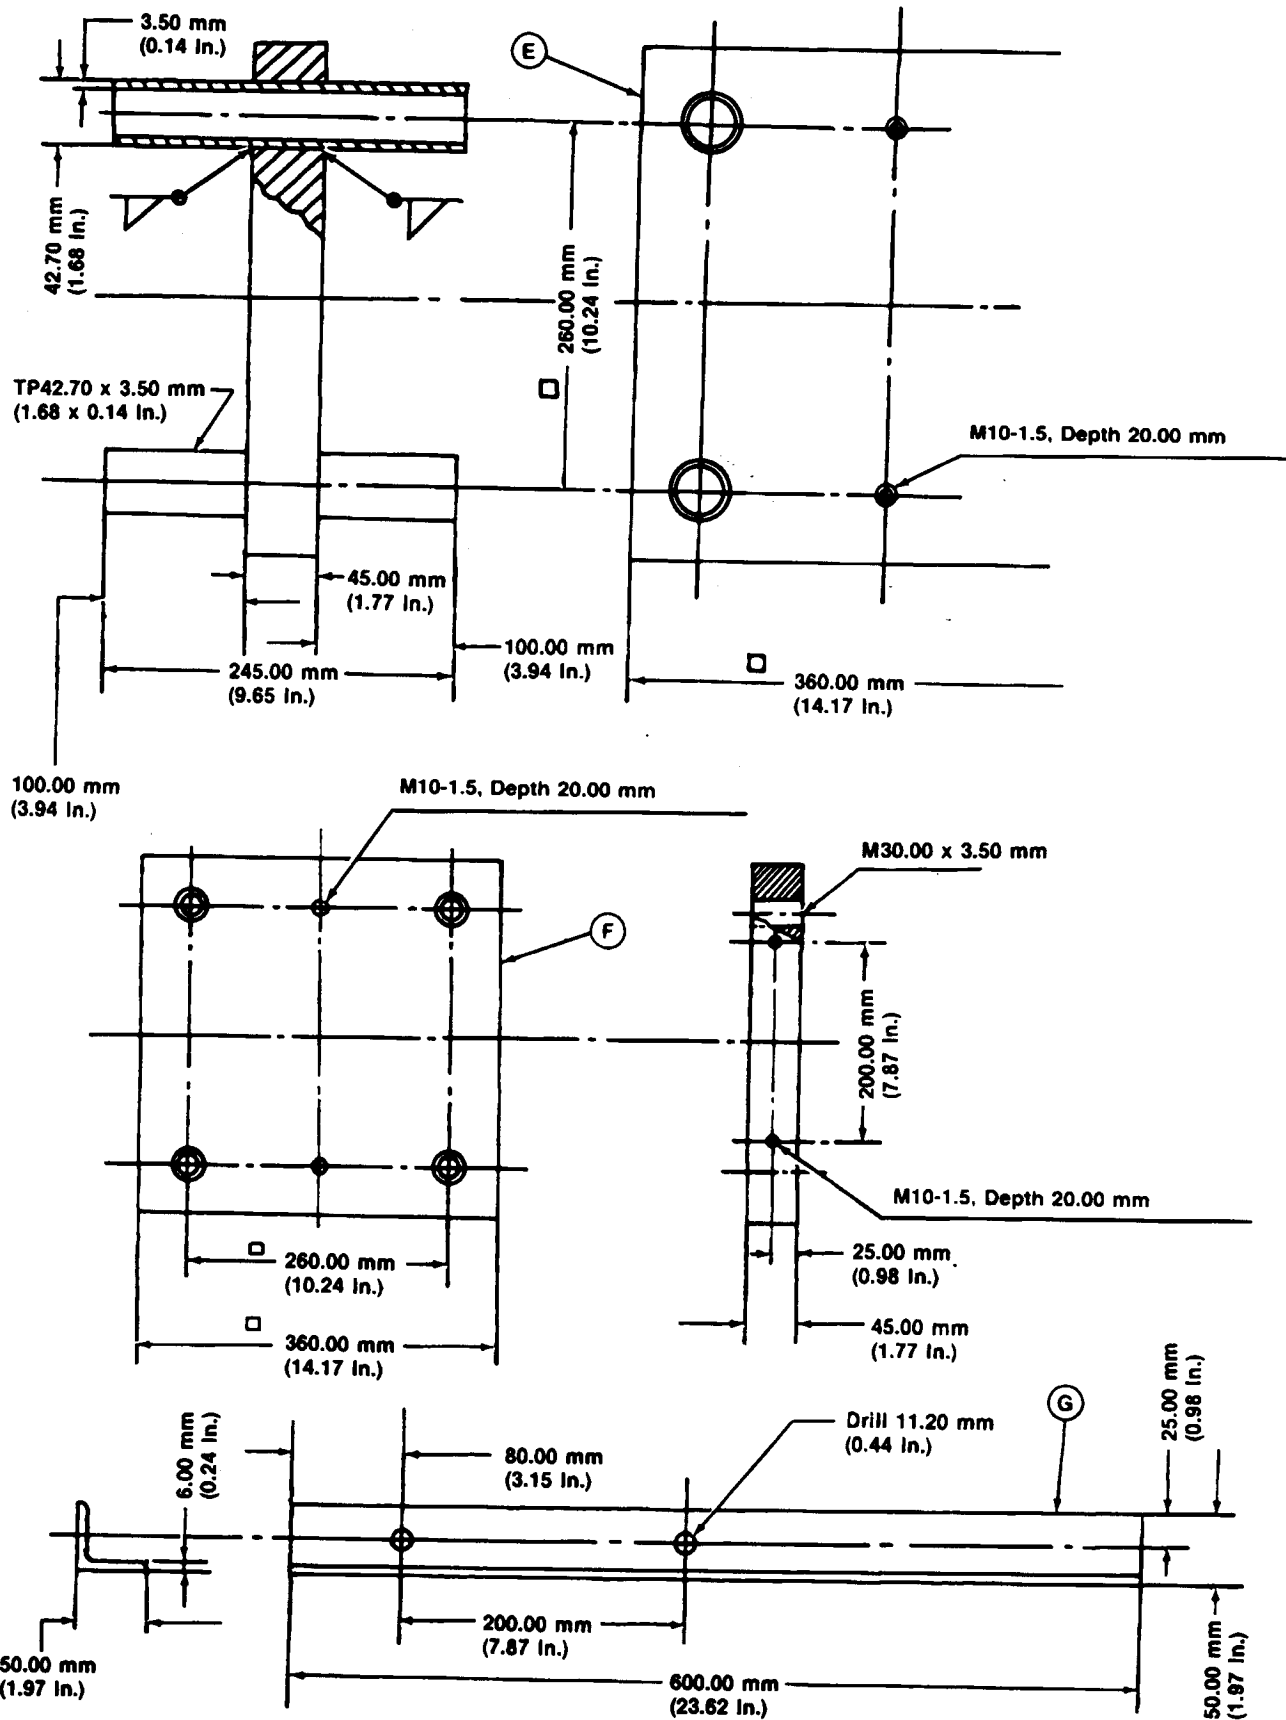 3.50 mm
(0.14 in.)
E
42.70 mm
(1.68 in.)
260.00 mm
(10.24 in.)
TP42.70 x 3.50 mm
(1.68 x 0.14 in.)
M10-1.5, Depth 20.00 mm
45.00 mm
(1.77 in.)
100.00 mm
(3.94 in.)
245.00 mm
(9.65 in.)
360.00 mm
(14.17 in.)
100.00 mm
(3.94 in.)
M10-1.5, Depth 20.00 mm
M30.00 x 3.50 mm
F
200.00 mm
(7.87 in.)
M10-1.5, Depth 20.00 mm
260.00 mm
(10.24 in.)
25.00 mm
(0.98 in.)
360.00 mm
(14.17 in.)
45.00 mm
(1.77 in.)
6.00 mm
(0.24 in.)
80.00 mm
(3.15 in.)
Drill 11.20 mm
(0.44 in.)
G
25.00 mm
(0.98 in.)
200.00 mm
(7.87 in.)
50.00 mm
(1.97 in.)
600.00 mm
(23.62 in.)
50.00 mm
(1.97 in.)